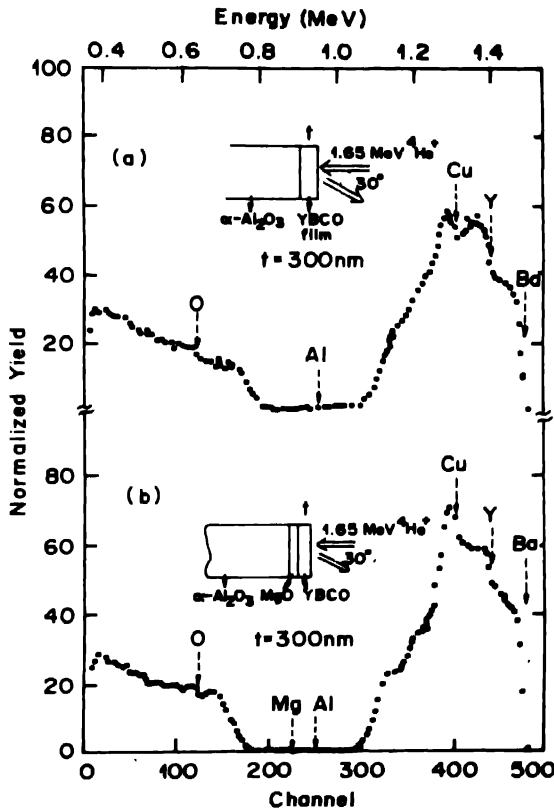 Energy (MeV)
0.4 0.6 0.8 1 1.2 1.4
100
80
60
40
20
Normalized Yield
(a)
t
1.65 MeV ⁴He⁺
30°
α-Al₂O₃ YBCO
film
t = 300nm
O
Al
Cu
Y
Ba
80
60
40
20
0
(b)
t
1.65 MeV ⁴He⁺
30°
α-Al₂O₃ MgO YBCO
t = 300nm
O
Mg Al
Cu
Y
Ba
0 100 200 300 400 500
Channel